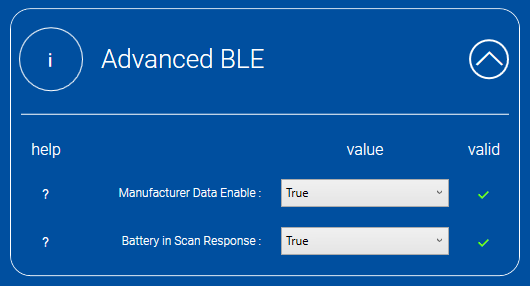 i Advanced BLE
help value valid
? Manufacturer Data Enable : True
? Battery in Scan Response : True